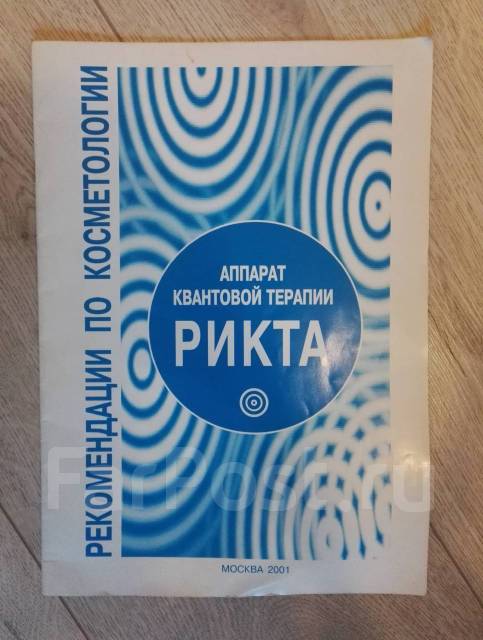 РЕКОМЕНДАЦИИ ПО КОСМЕТОЛОГИИ
АППАРАТ
КВАНТОВОЙ ТЕРАПИИ
РИКТА
МОСКВА 2001
FarPost.ru